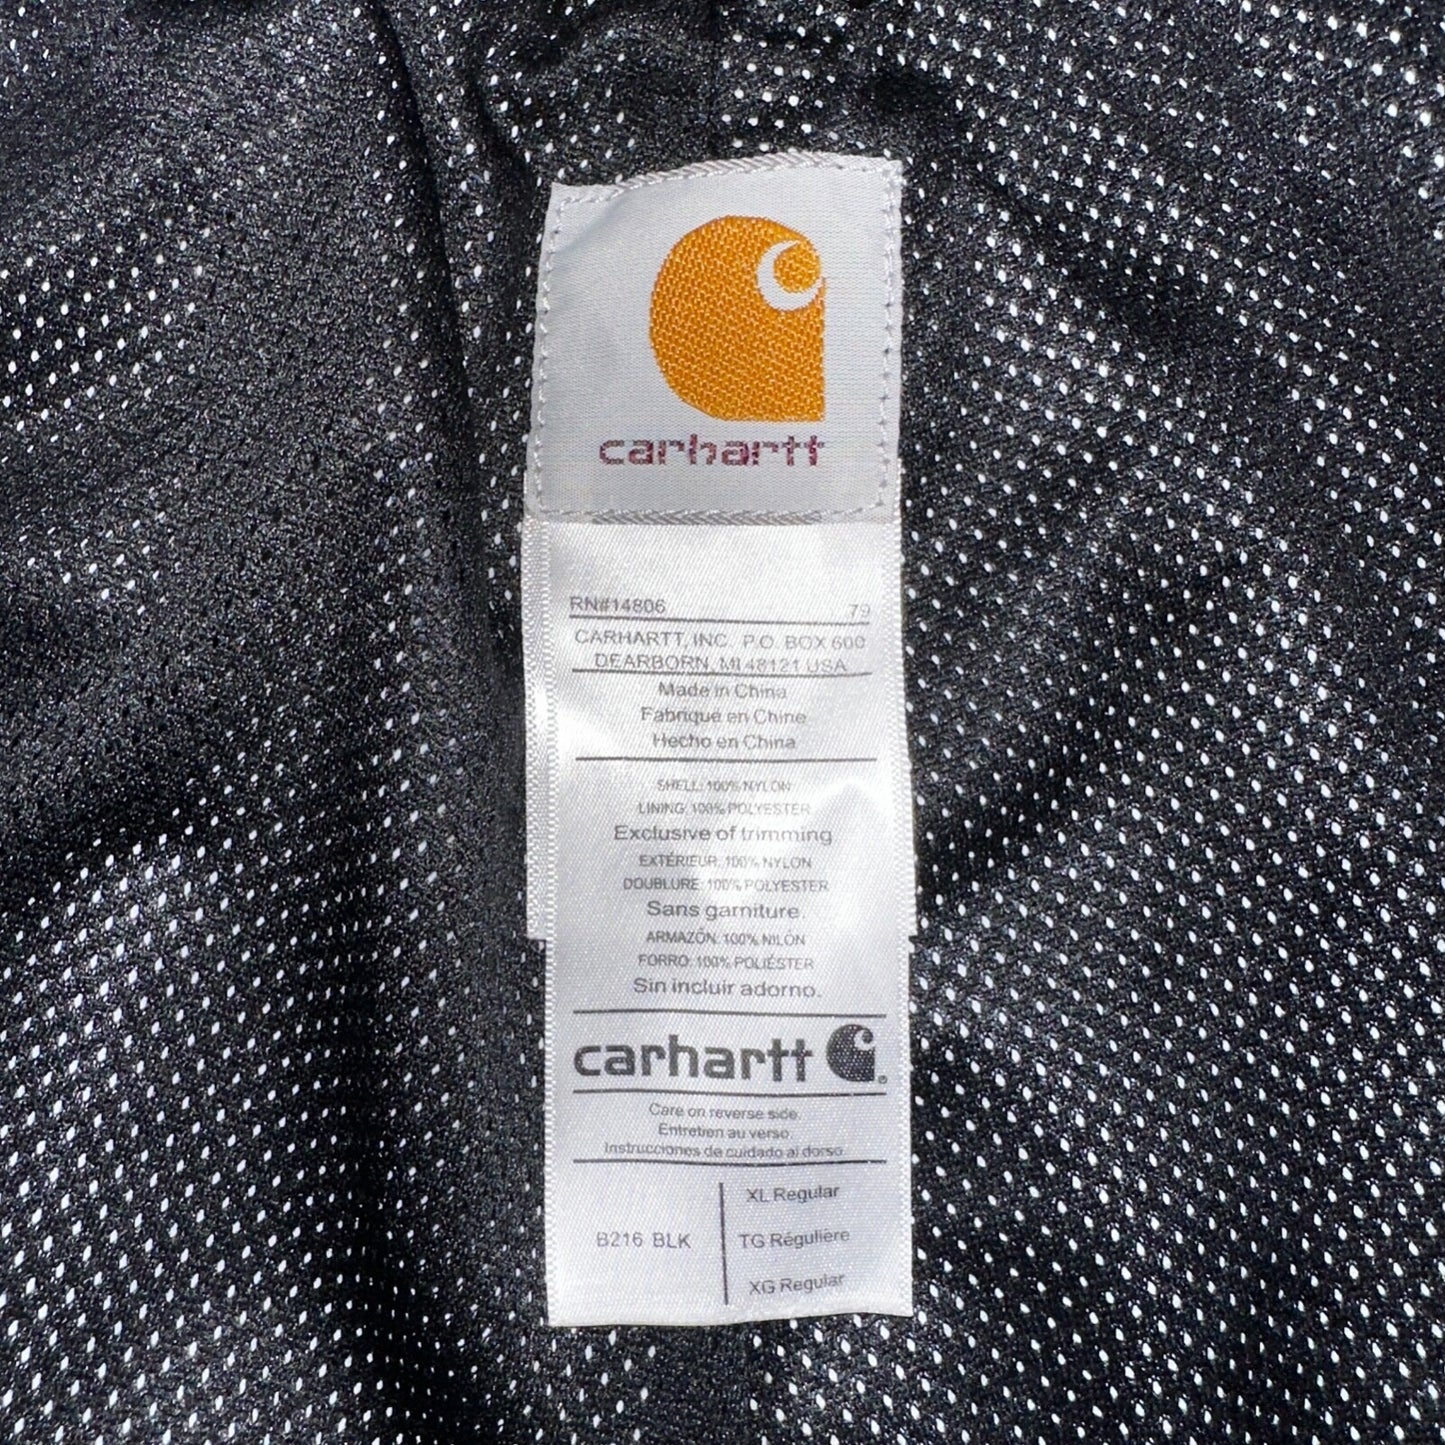 carhartt
RN#14806 79
CARHARTT, INC. P.O. BOX 600
DEARBORN, MI 48121 USA
Made in China
Fabriqué en Chine
Hecho en China
SHELL: 100% NYLON
LINING: 100% POLYESTER
Exclusive of trimming
EXTÉRIEUR: 100% NYLON
DOUBLURE: 100% POLYESTER
Sans garniture.
ARMAZÓN: 100% NILÓN
FORRO: 100% POLIÉSTER
Sin incluir adorno.
carhartt
Care on reverse side.
Entretien au verso
Instrucciones de cuidado al dorso
B216 BLK
XL Regular
TG Régulière
XG Regular